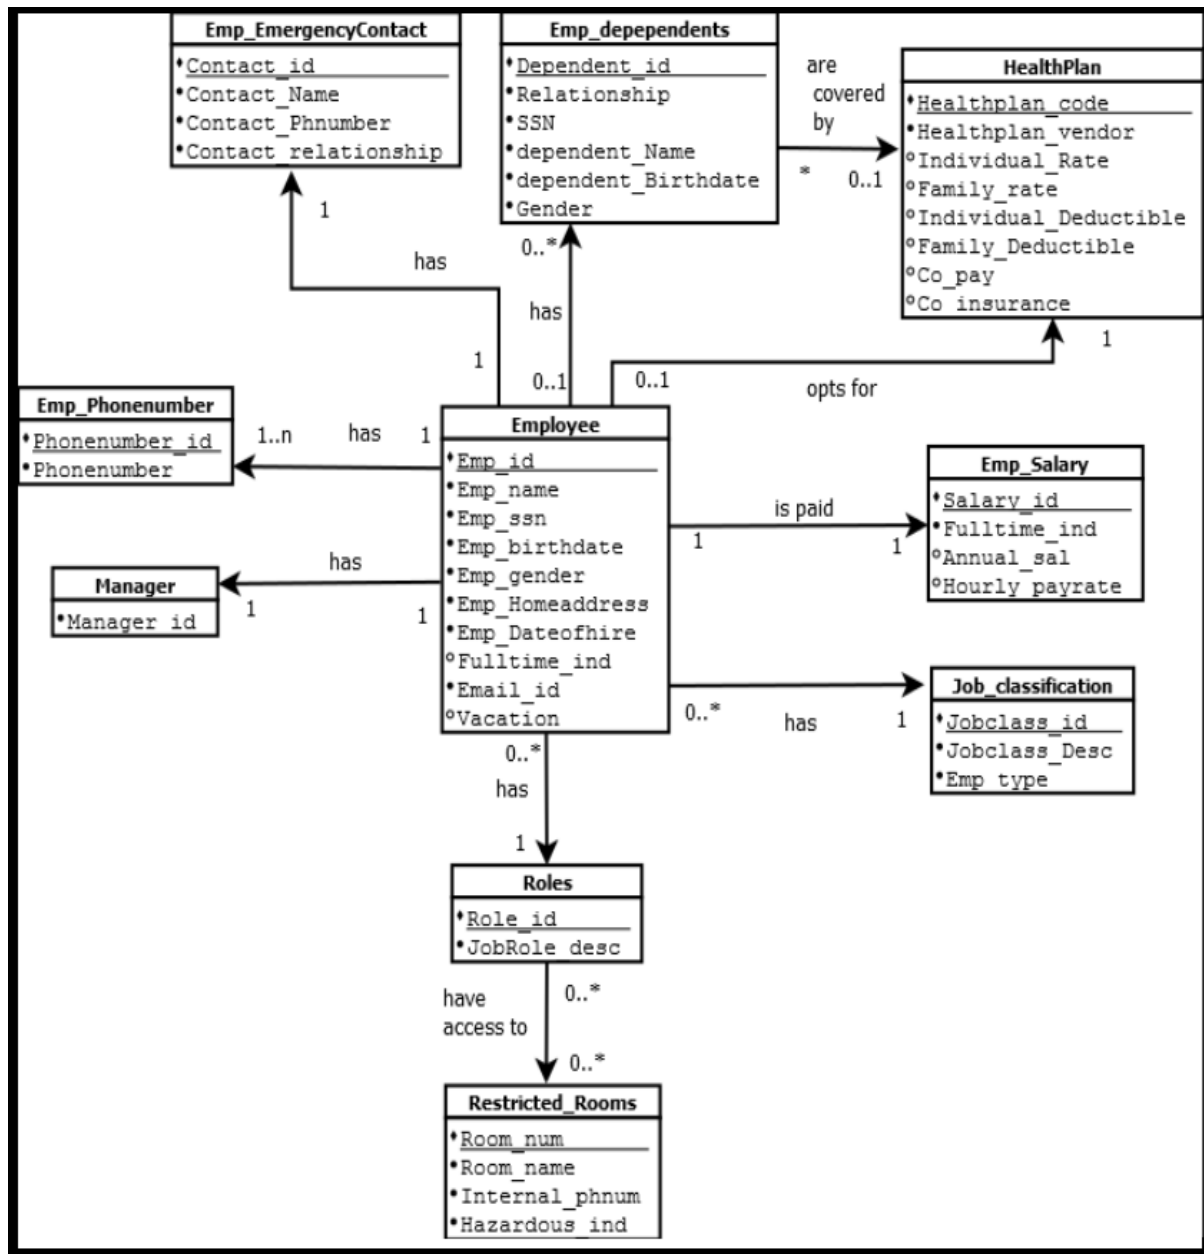 Emp_EmergencyContact
Contact_id
Contact_Name
Contact_Phnumber
Contact_relationship
Emp_depependents
Dependent_id
Relationship
SSN
dependent_Name
dependent_Birthdate
Gender
are
covered
by
*
0..1
HealthPlan
Healthplan_code
Healthplan_vendor
Individual_Rate
Family_rate
Individual_Deductible
Family_Deductible
Co_pay
Co_insurance
1
has
1
0..*
has
0..1
0..1
opts for
1
Emp_Phonenumber
Phonenumber_id
Phonenumber
1..n
has
1
Employee
Emp_id
Emp_name
Emp_ssn
Emp_birthdate
Emp_gender
Emp_Homeaddress
Emp_Dateofhire
Fulltime_ind
Email_id
Vacation
is paid
1
1
Emp_Salary
Salary_id
Fulltime_ind
Annual_sal
Hourly_payrate
Manager
Manager_id
has
1
1
0..*
has
1
Job_classification
Jobclass_id
Jobclass_Desc
Emp_type
0..*
has
1
Roles
Role_id
JobRole_desc
have
access to
0..*
0..*
Restricted_Rooms
Room_num
Room_name
Internal_phnum
Hazardous_ind